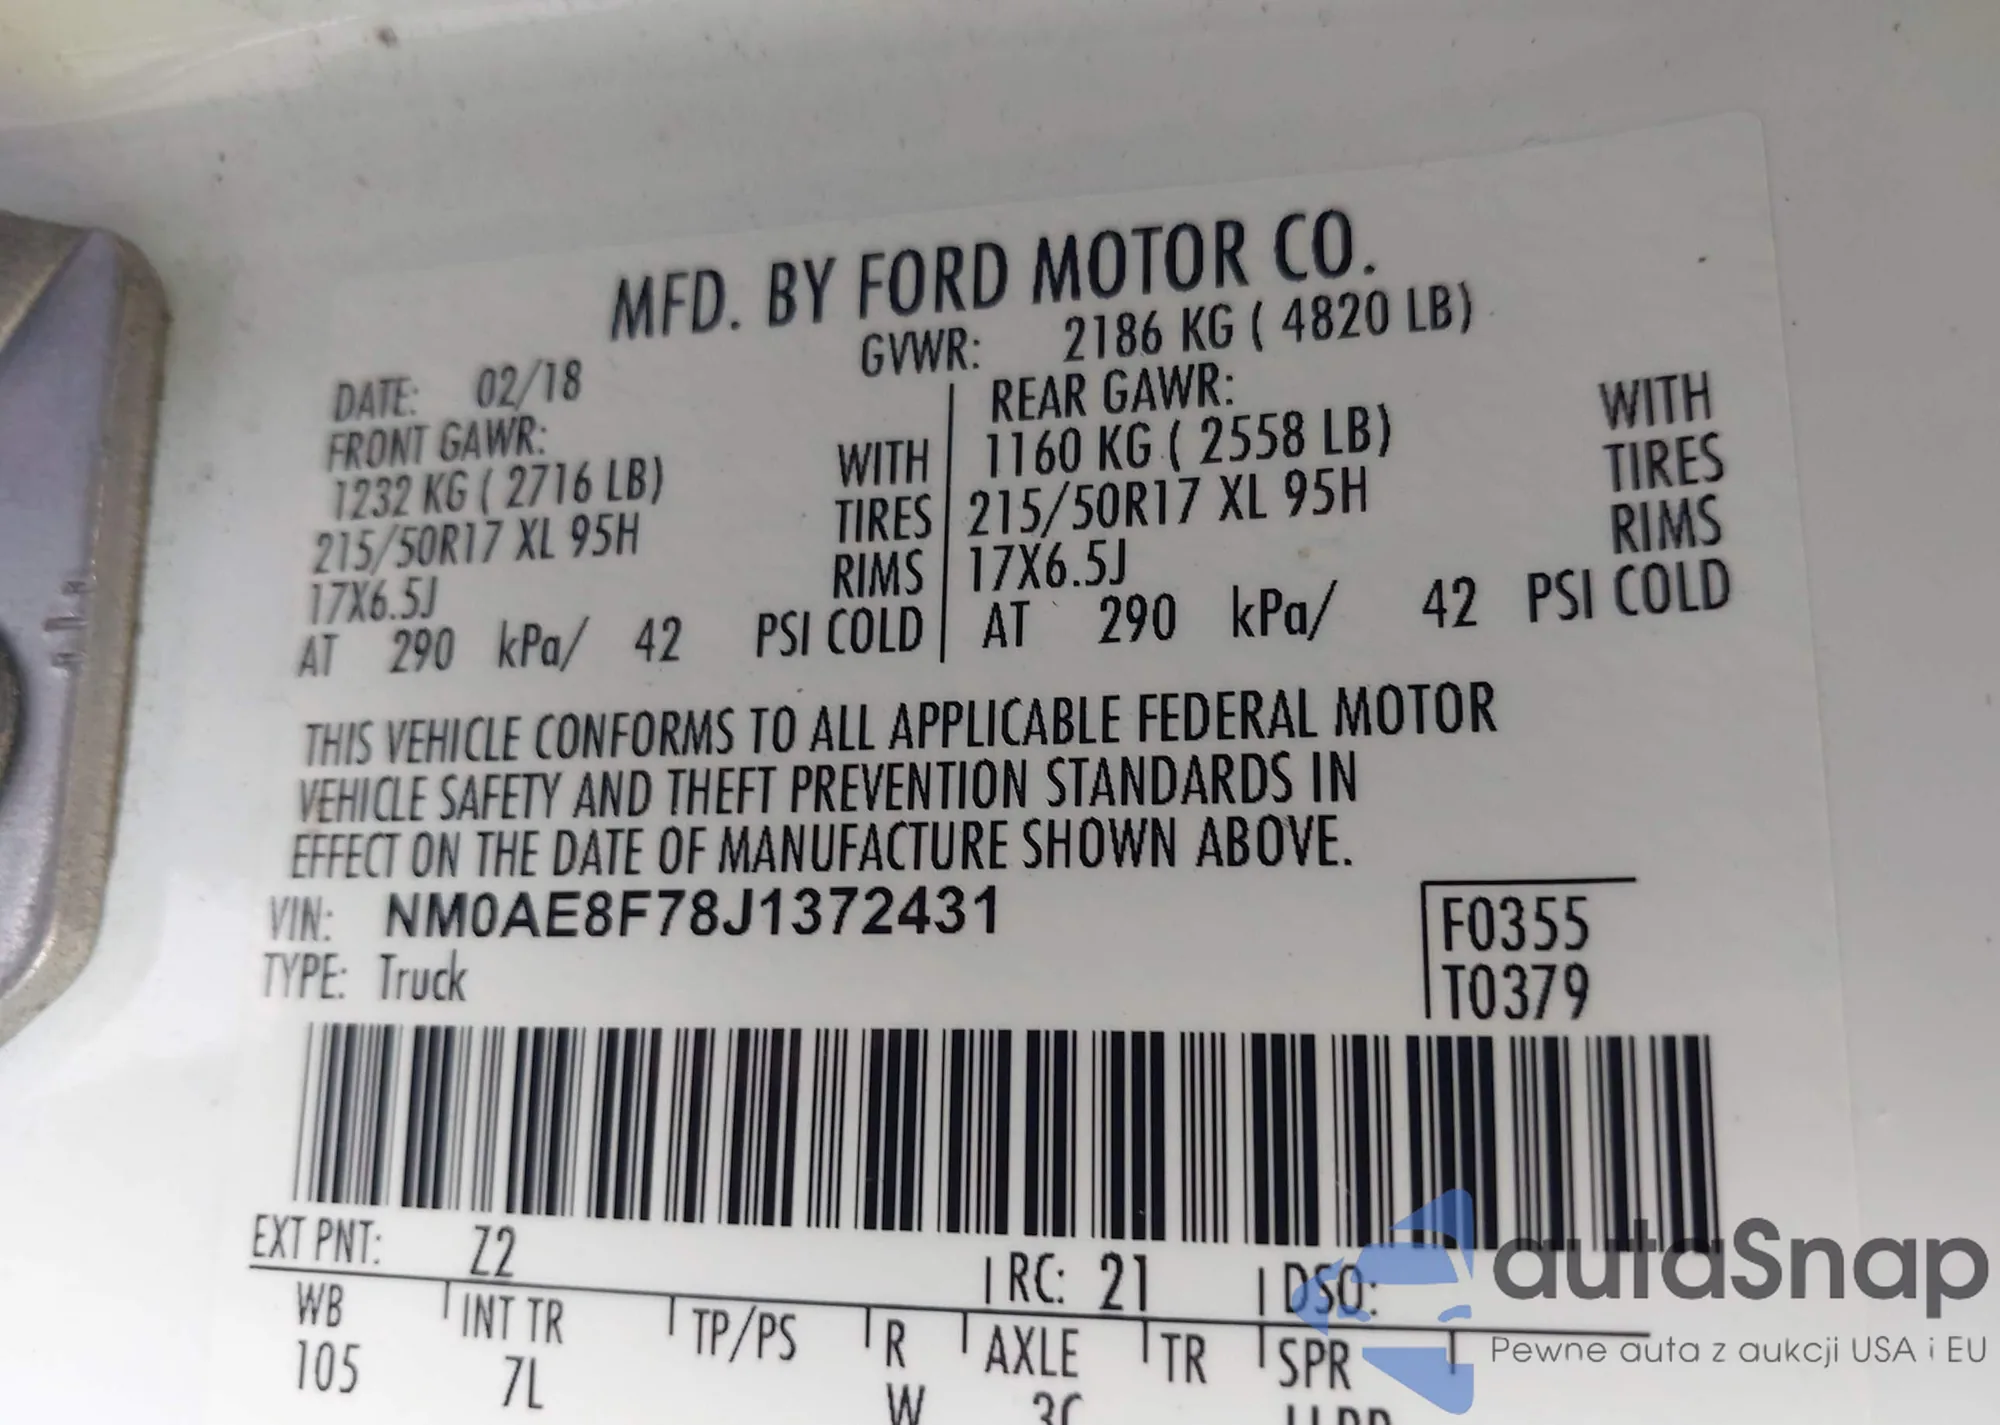 MFD. BY FORD MOTOR CO.
DATE: 02/18 GVWR: 2186 KG ( 4820 LB)
FRONT GAWR: REAR GAWR:
1232 KG ( 2716 LB) WITH 1160 KG ( 2558 LB) WITH
215/50R17 XL 95H TIRES 215/50R17 XL 95H TIRES
17X6.5J RIMS 17X6.5J RIMS
AT 290 kPa/ 42 PSI COLD AT 290 kPa/ 42 PSI COLD
THIS VEHICLE CONFORMS TO ALL APPLICABLE FEDERAL MOTOR
VEHICLE SAFETY AND THEFT PREVENTION STANDARDS IN
EFFECT ON THE DATE OF MANUFACTURE SHOWN ABOVE.
VIN: NM0AE8F78J1372431 F0355
TYPE: Truck T0379
EXT PNT: Z2 RC: 21 DSO:
WB INT TR TP/PS R AXLE TR SPR
105 7L W
autaSnap
Pewne auta z aukcji USA i EU